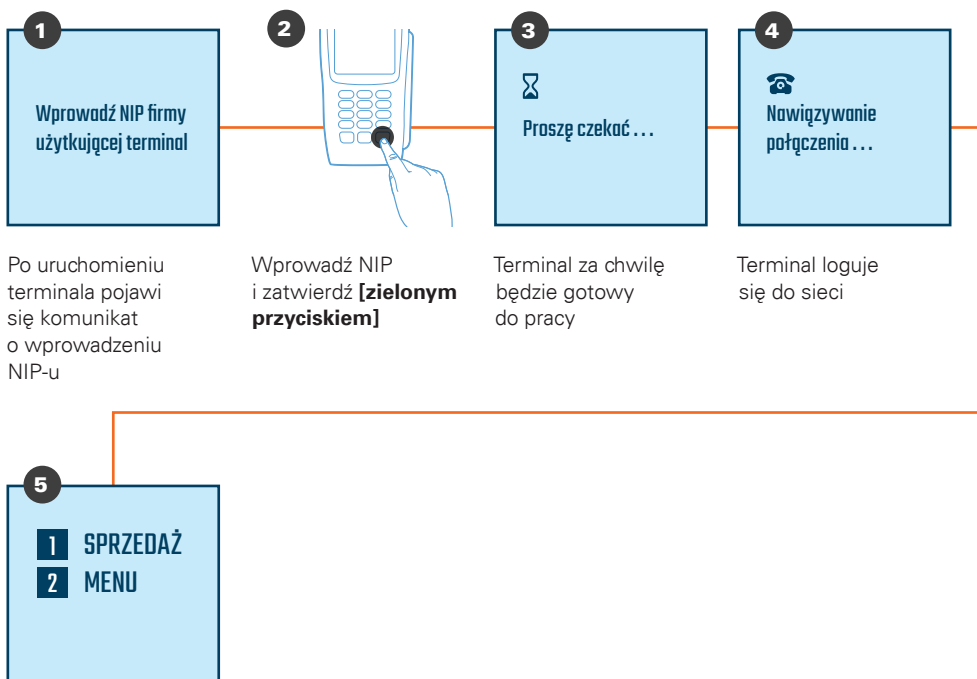 1
Wprowadź NIP firmy
użytkującej terminal
Po uruchomieniu
terminala pojawi
się komunikat
o wprowadzeniu
NIP-u
2
Wprowadź NIP
i zatwierdź [zielonym
przyciskiem]
3
Proszę czekać ...
Terminal za chwilę
będzie gotowy
do pracy
4
Nawiązywanie
połączenia ...
Terminal loguje
się do sieci
5
1 SPRZEDAŻ
2 MENU